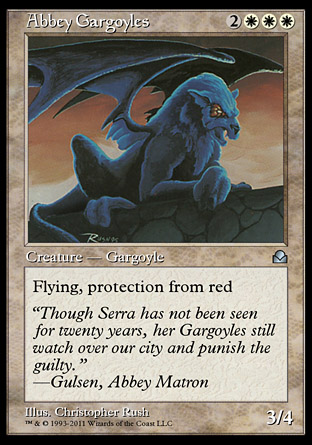 Abbey Gargoyles 2
Creature — Gargoyle
Flying, protection from red
“Though Serra has not been seen
for twenty years, her Gargoyles still
watch over our city and punish the
guilty.”
—Gulsen, Abbey Matron
Illus. Christopher Rush
3/4
™ & © 1993-2011 Wizards of the Coast LLC